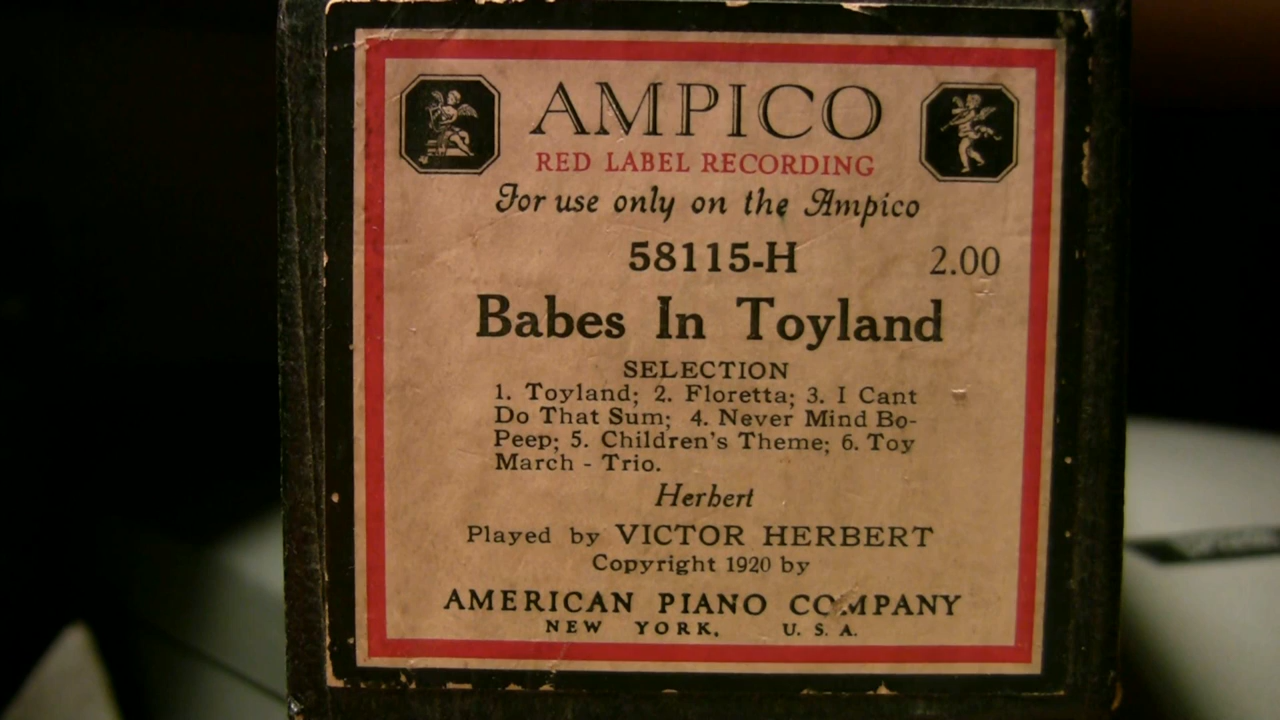 AMPICO
RED LABEL RECORDING
For use only on the Ampico
58115-H 2.00
Babes In Toyland
SELECTION
1. Toyland; 2. Floretta; 3. I Cant
Do That Sum; 4. Never Mind Bo-
Peep; 5. Children's Theme; 6. Toy
March - Trio.
Herbert
Played by VICTOR HERBERT
Copyright 1920 by
AMERICAN PIANO COMPANY
NEW YORK, U. S. A.